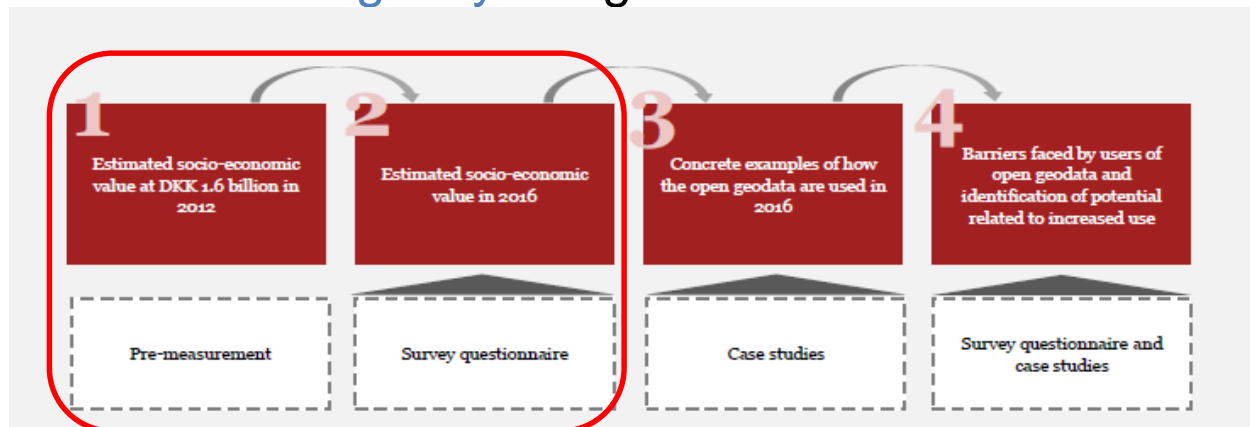 1
Estimated socio-economic
value at DKK 1.6 billion in
2012
2
Estimated socio-economic
value in 2016
3
Concrete examples of how
the open geodata are used in
2016
4
Barriers faced by users of
open geodata and
identification of potential
related to increased use
Pre-measurement
Survey questionnaire
Case studies
Survey questionnaire and
case studies